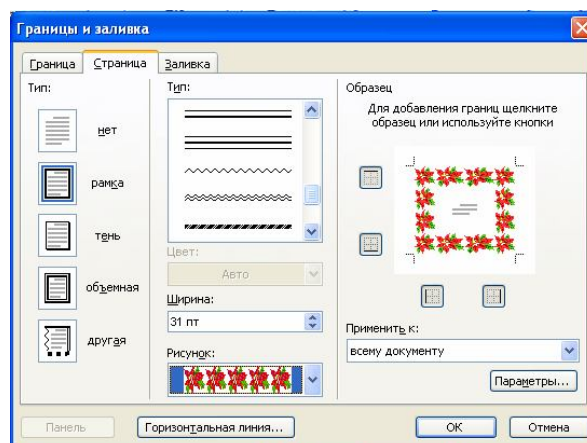 Границы и заливка
Граница
Страница
Заливка
Тип:
нет
рамка
тень
объемная
другая
Тип:
Цвет:
Авто
Ширина:
31 пт
Рисунок:
Образец
Для добавления границ щелкните
образец или используйте кнопки
Применить к:
всему документу
Параметры...
Панель
Горизонтальная линия...
ОК
Отмена